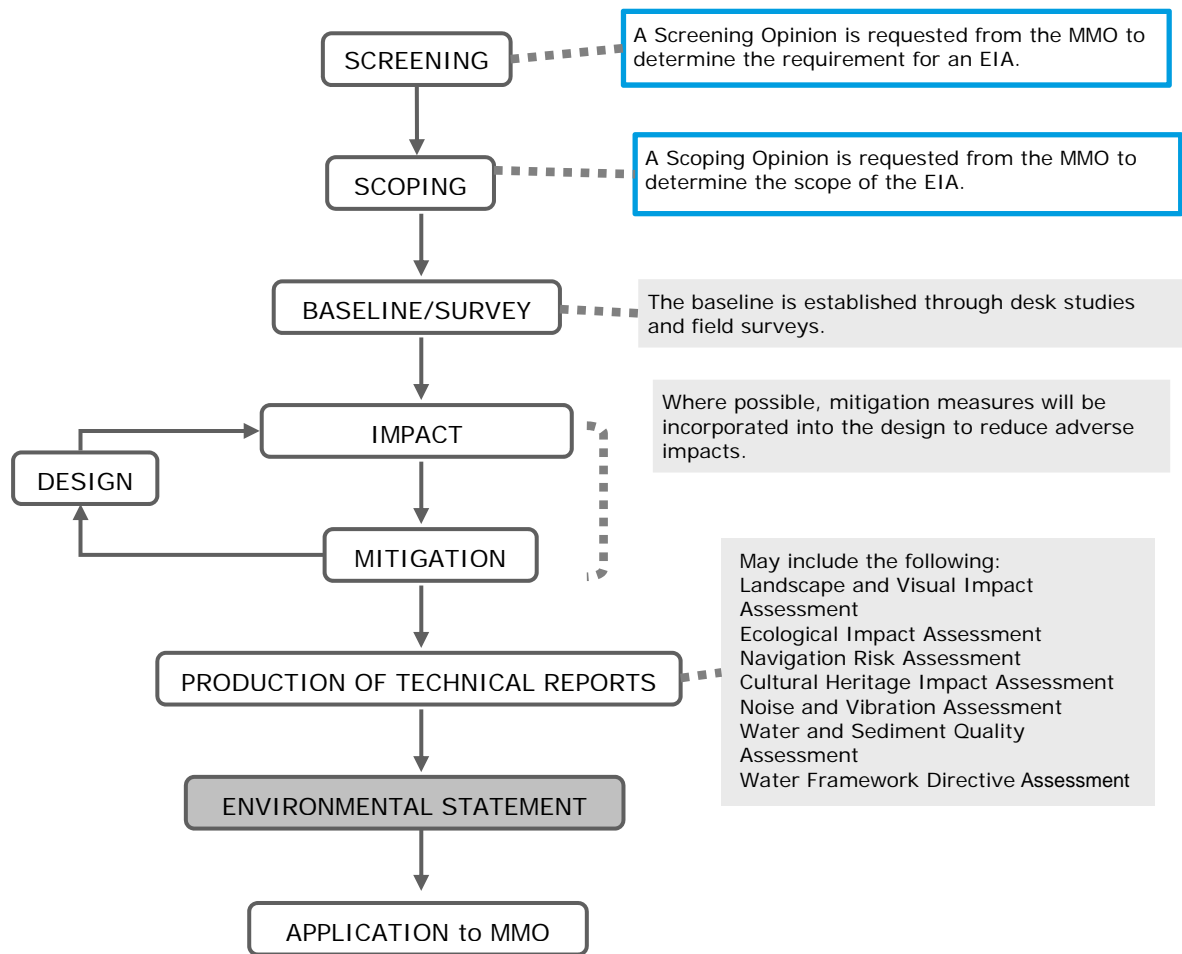 SCREENING
A Screening Opinion is requested from the MMO to
determine the requirement for an EIA.
SCOPING
A Scoping Opinion is requested from the MMO to
determine the scope of the EIA.
BASELINE/SURVEY
The baseline is established through desk studies
and field surveys.
IMPACT
Where possible, mitigation measures will be
incorporated into the design to reduce adverse
impacts.
DESIGN
MITIGATION
May include the following:
Landscape and Visual Impact
Assessment
Ecological Impact Assessment
Navigation Risk Assessment
Cultural Heritage Impact Assessment
Noise and Vibration Assessment
Water and Sediment Quality
Assessment
Water Framework Directive Assessment
PRODUCTION OF TECHNICAL REPORTS
ENVIRONMENTAL STATEMENT
APPLICATION to MMO